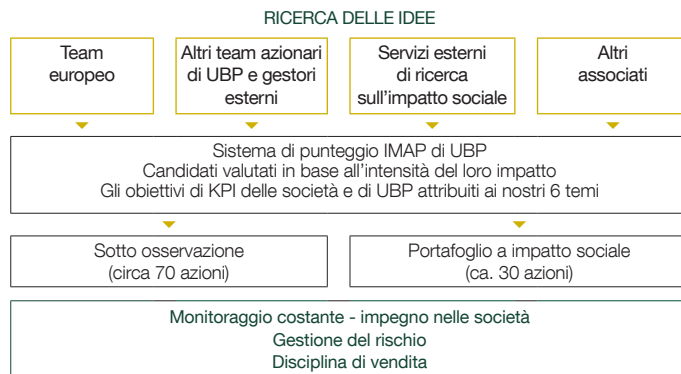 RICERCA DELLE IDEE
Team
europeo
Altri team azionari
di UBP e gestori
esterni
Servizi esterni
di ricerca
sull'impatto sociale
Altri
associati
Sistema di punteggio IMAP di UBP
Candidati valutati in base all'intensità del loro impatto
Gli obiettivi di KPI delle società e di UBP attribuiti ai nostri 6 temi
Sotto osservazione
(circa 70 azioni)
Portafoglio a impatto sociale
(ca. 30 azioni)
Monitoraggio costante - impegno nelle società
Gestione del rischio
Disciplina di vendita